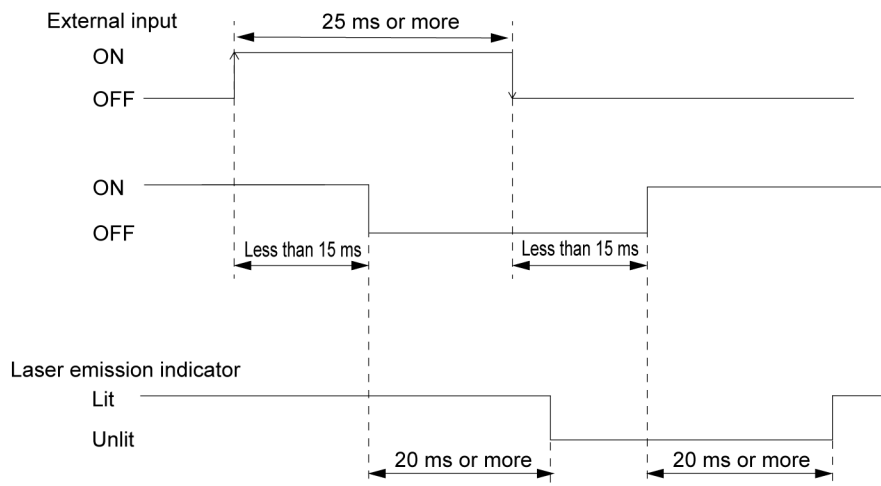 External input
25 ms or more
ON
OFF
ON
OFF
Less than 15 ms
Less than 15 ms
Laser emission indicator
Lit
Unlit
20 ms or more
20 ms or more